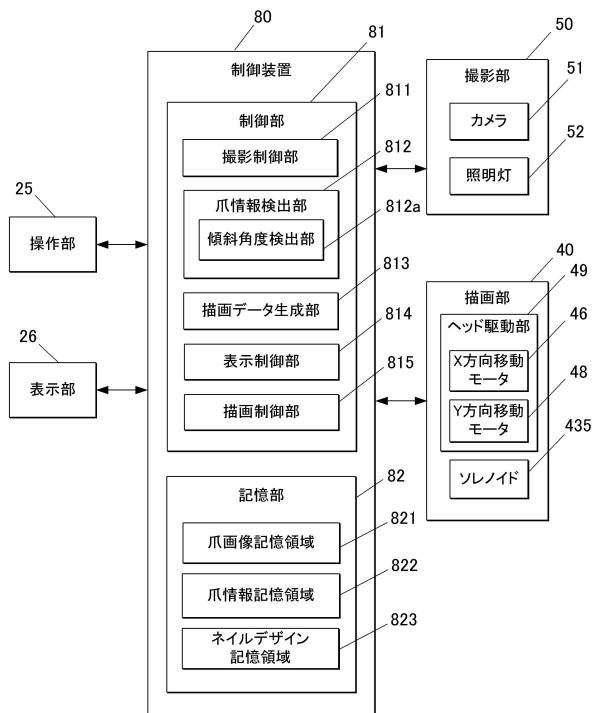 80
制御装置
81
制御部
811
撮影制御部
812
爪情報検出部
812a
傾斜角度検出部
813
描画データ生成部
814
表示制御部
815
描画制御部
82
記憶部
821
爪画像記憶領域
822
爪情報記憶領域
823
ネイルデザイン
記憶領域
25
操作部
26
表示部
50
撮影部
51
カメラ
52
照明灯
40
描画部
49
ヘッド駆動部
46
X方向移動
モータ
48
Y方向移動
モータ
435
ソレノイド